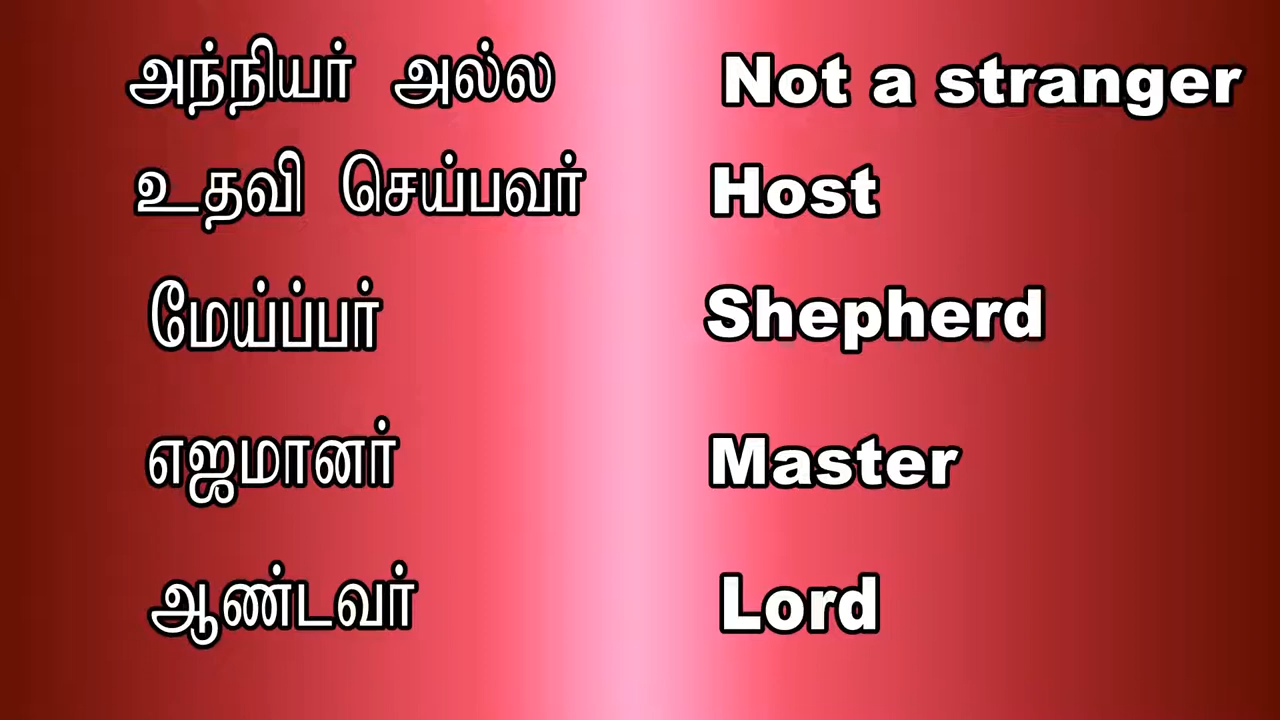 அந்நியர் அல்ல Not a stranger
உதவி செய்பவர் Host
மேய்ப்பர் Shepherd
எஜமானர் Master
ஆண்டவர் Lord